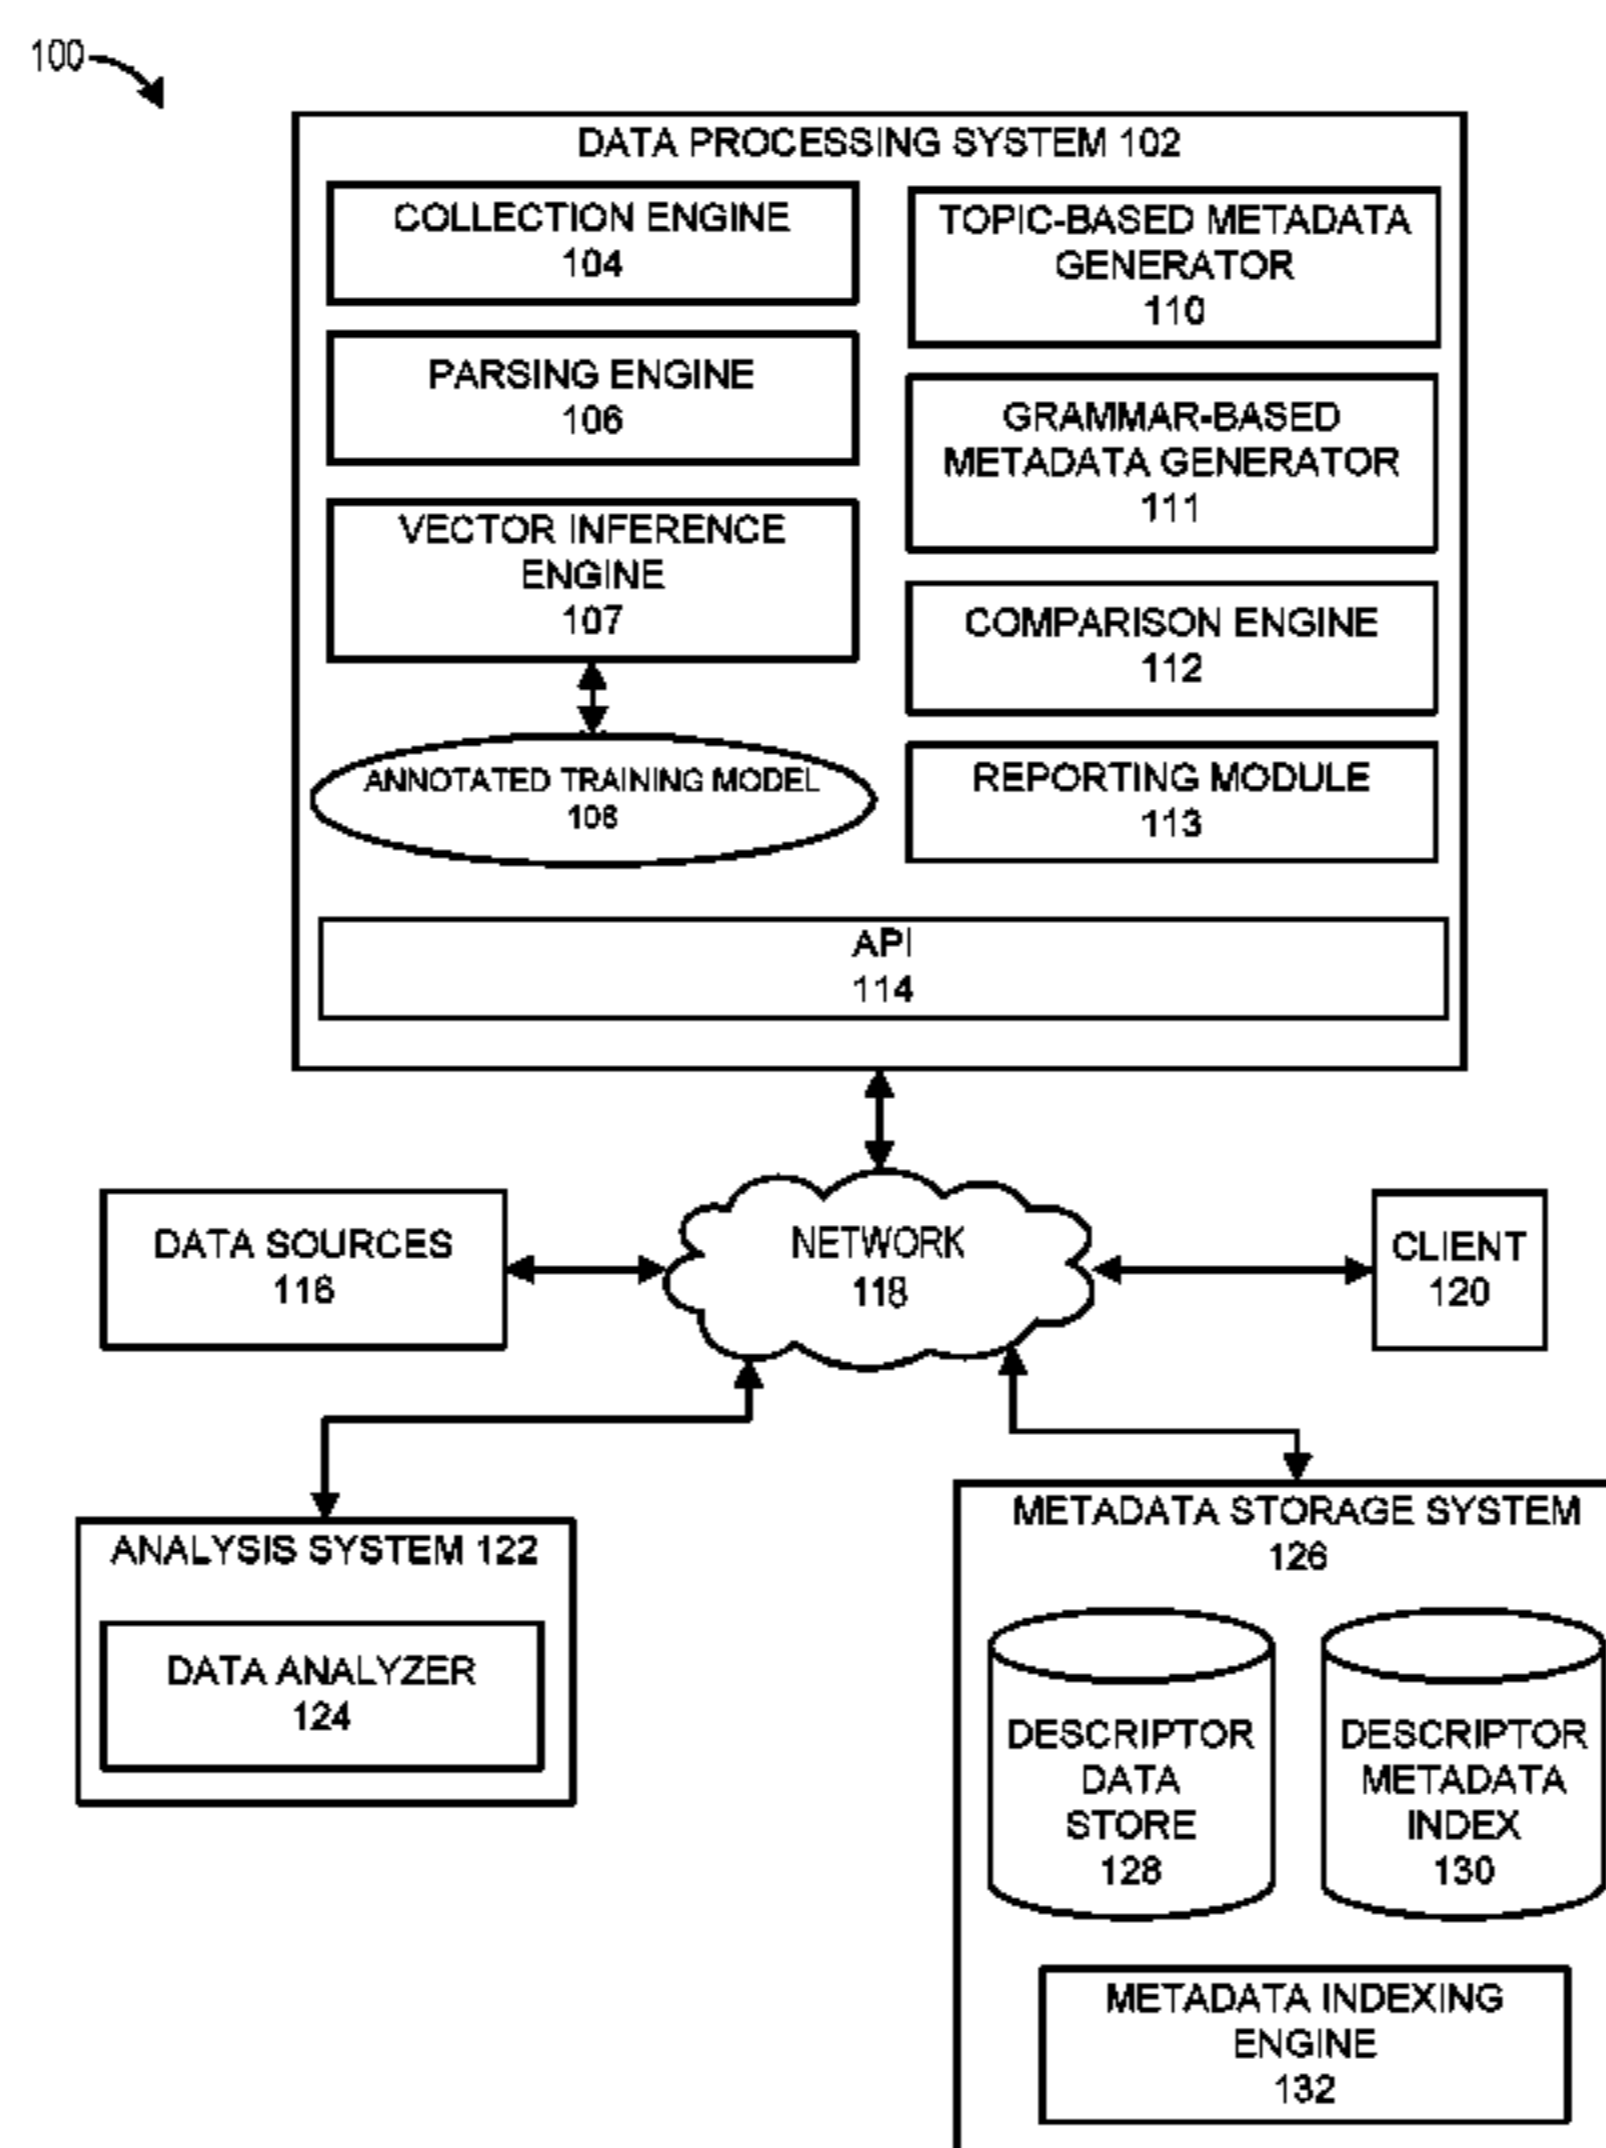 100
DATA PROCESSING SYSTEM 102
COLLECTION ENGINE
104
PARSING ENGINE
106
VECTOR INFERENCE
ENGINE
107
ANNOTATED TRAINING MODEL
108
TOPIC-BASED METADATA
GENERATOR
110
GRAMMAR-BASED
METADATA GENERATOR
111
COMPARISON ENGINE
112
REPORTING MODULE
113
API
114
DATA SOURCES
116
NETWORK
118
CLIENT
120
ANALYSIS SYSTEM 122
DATA ANALYZER
124
METADATA STORAGE SYSTEM
126
DESCRIPTOR
DATA
STORE
128
DESCRIPTOR
METADATA
INDEX
130
METADATA INDEXING
ENGINE
132